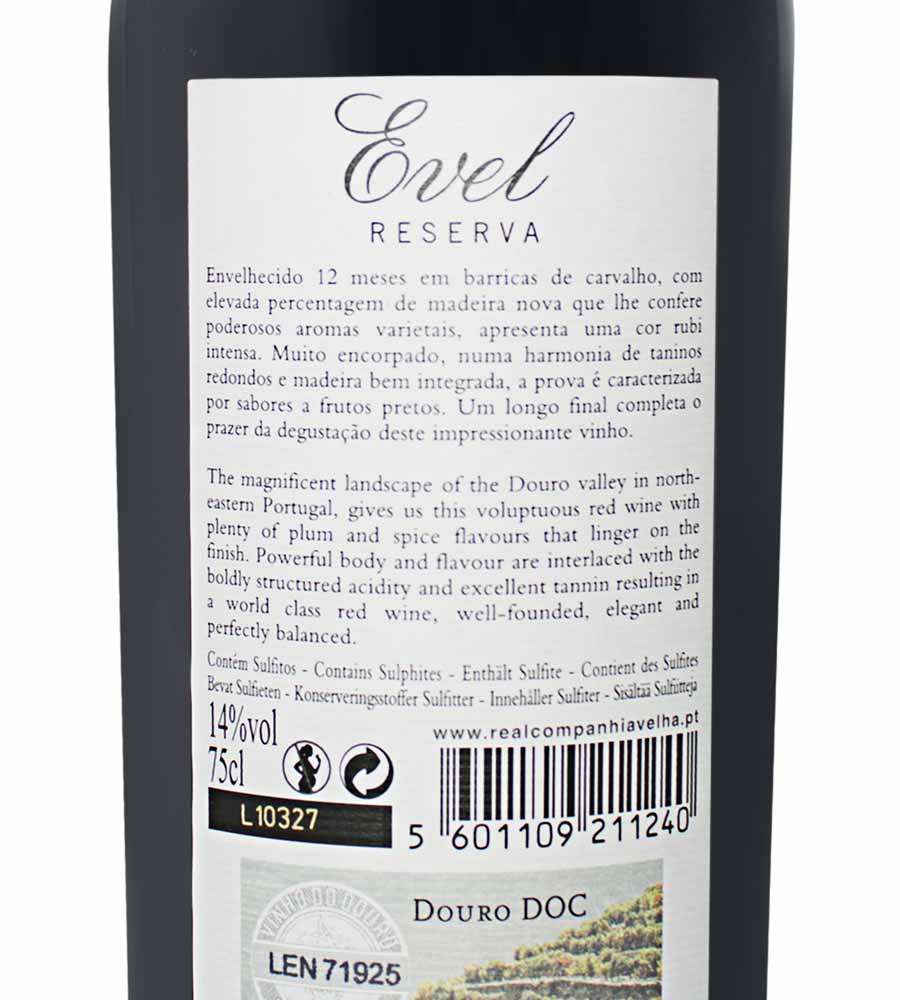 Evel
RESERVA
Envelhecido 12 meses em barricas de carvalho, com
elevada percentagem de madeira nova que lhe confere
poderosos aromas varietais, apresenta uma cor rubi
intensa. Muito encorpado, numa harmonia de taninos
redondos e madeira bem integrada, a prova é caracterizada
por sabores a frutos pretos. Um longo final completa o
prazer da degustação deste impressionante vinho.
The magnificent landscape of the Douro valley in north-
eastern Portugal, gives us this voluptuous red wine with
plenty of plum and spice flavours that linger on the
finish. Powerful body and flavour are interlaced with the
boldly structured acidity and excellent tannin resulting in
a world class red wine, well-founded, elegant and
perfectly balanced.
Contém Sulfitos - Contains Sulphites - Enthält Sulfite - Contient des Sulfites
Bevat Sulfieten - Konserveringsstoffer Sulfitter - Innehåller Sulfiter - Sisältää Sulfiitteja
14%vol
75cl
www.realcompanhiavelha.pt
L10327
5 601109 211240
VINHO DO DOURO
DOURO DOC
LEN 71925